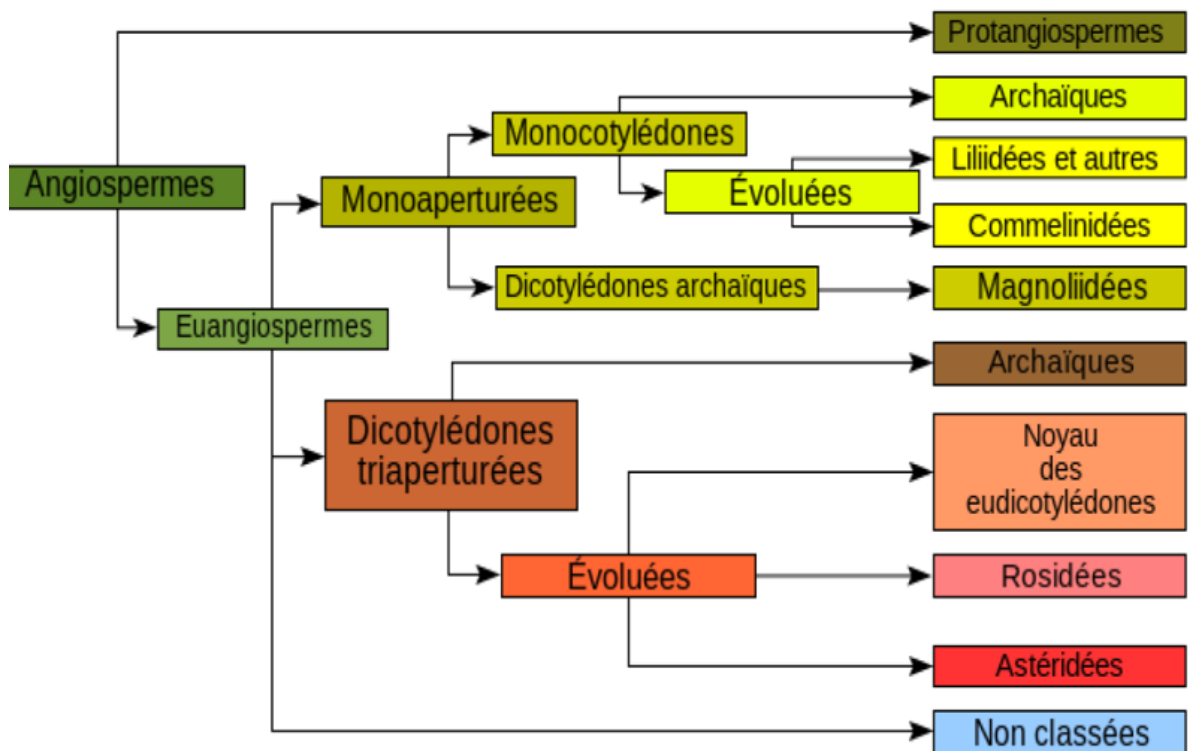 Protangiospermes
Archaïques
Monocotylédones
Liliidées et autres
Angiospermes
Monoaperturées
Évoluées
Commelinidées
Dicotylédones archaïques
Magnoliidées
Euangiospermes
Archaïques
Dicotylédones
triaperturées
Noyau
des
eudicotylédones
Évoluées
Rosidées
Astéridées
Non classées